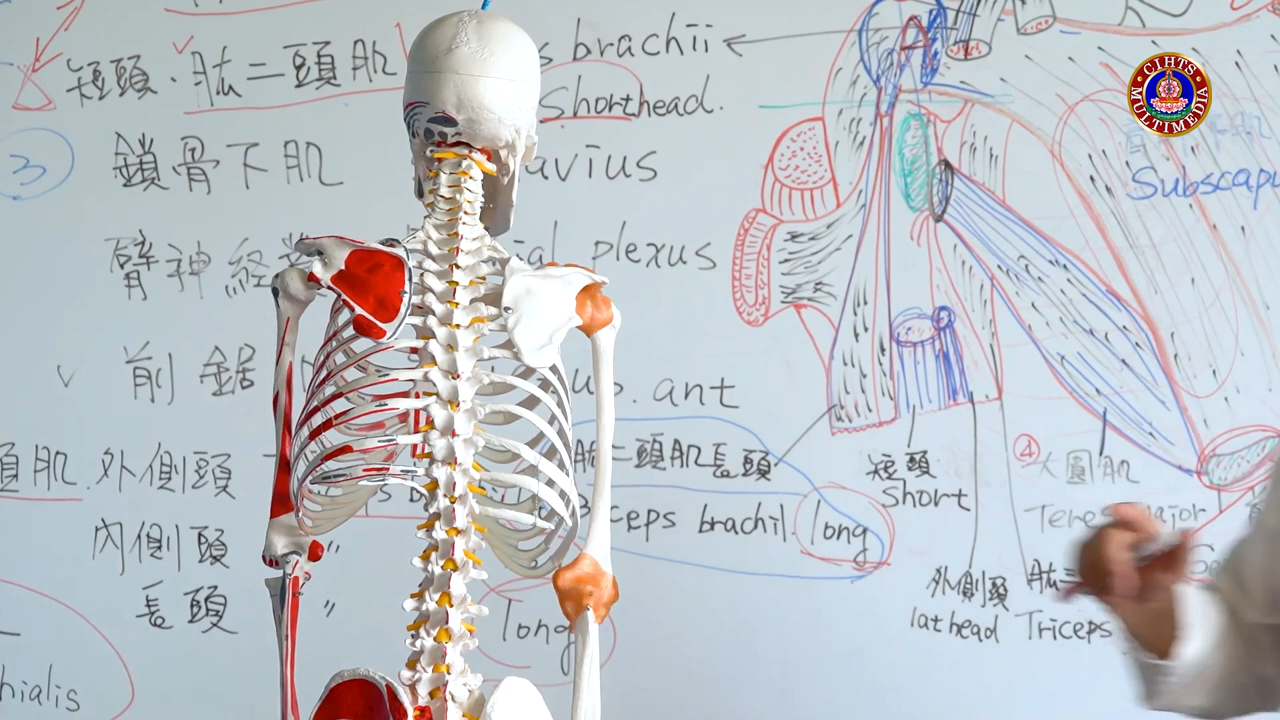 短頭・肱二頭肌
s brachii
Shorthead.
③
鎖骨下肌
avius
臂神経
ial plexus
前鋸
. ant
頭肌 外側頭
內側頭 "
長頭 "
long
hialis
肱二頭肌長頭
ceps brachii. long
短頭
short
外側頭
lat head
Triceps
④ 大圓肌
Teres major
Subscapu
CIHTS
MULTIMEDIA